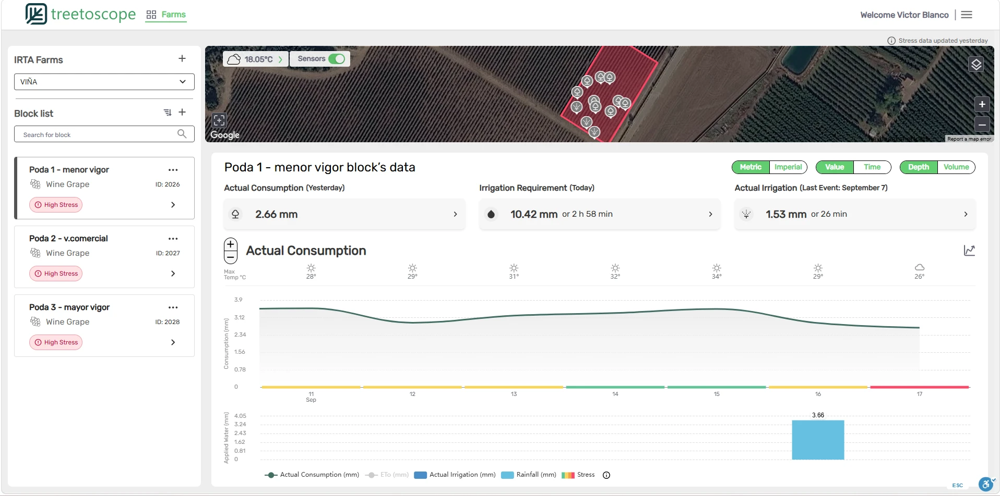 treetoscope
Farms
Welcome Victor Blanco
Stress data updated yesterday
IRTA Farms
VIÑA
Block list
Search for block
Poda 1 - menor vigor
Wine Grape
ID: 2026
High Stress
Poda 2 - v.comercial
Wine Grape
ID: 2027
High Stress
Poda 3 - mayor vigor
Wine Grape
ID: 2028
High Stress
18.05°C
Sensors
Google
Report a map error
Poda 1 - menor vigor block's data
Metric Imperial
Value Time
Depth Volume
Actual Consumption (Yesterday)
2.66 mm
Irrigation Requirement (Today)
10.42 mm or 2 h 58 min
Actual Irrigation (Last Event: September 7)
1.53 mm or 26 min
Actual Consumption
Max
Temp °C
28° 29° 31° 32° 34° 29° 26°
Consumption (mm)
3.9
3.12
2.34
1.56
0.78
0
11 12 13 14 15 16 17
Sep
Applied Water (mm)
4.05
3.24
2.43
1.62
0.81
0
3.66
Actual Consumption (mm) ETo (mm) Actual Irrigation (mm) Rainfall (mm) Stress
ESC